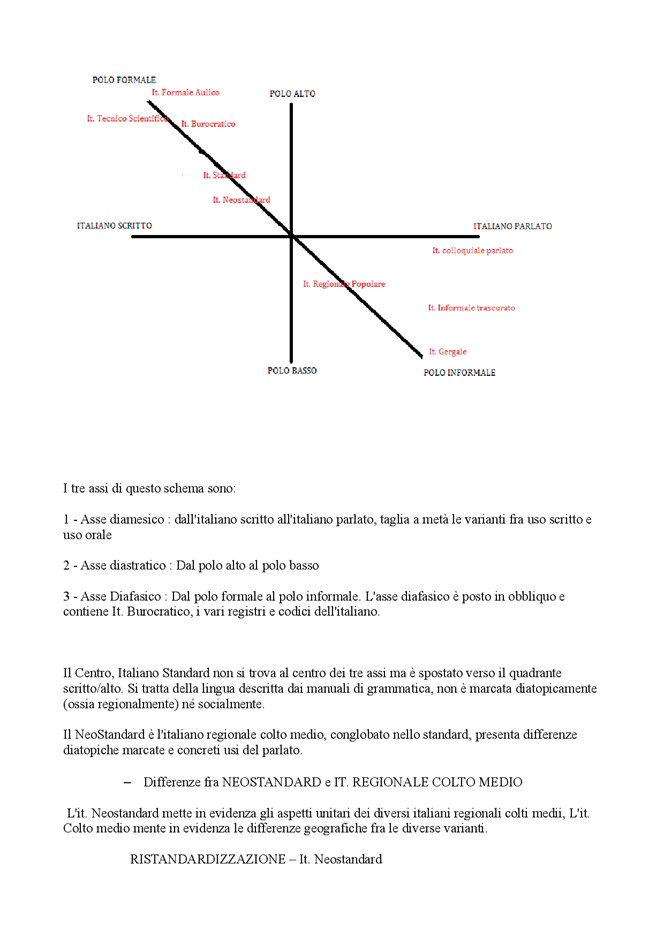 POLO FORMALE
It. Formale Aulico
POLO ALTO
It. Tecnico Scientifico
It. Burocratico
It. Standard
It. Neostandard
ITALIANO SCRITTO
ITALIANO PARLATO
It. colloquiale parlato
It. Regionale Popolare
It. Informale trascurato
It. Gergale
POLO BASSO
POLO INFORMALE
I tre assi di questo schema sono:
1 - Asse diamesico : dall'italiano scritto all'italiano parlato, taglia a metà le varianti fra uso scritto e
uso orale
2 - Asse diastratico : Dal polo alto al polo basso
3 - Asse Diafasico : Dal polo formale al polo informale. L'asse diafasico è posto in obbliquo e
contiene It. Burocratico, i vari registri e codici dell'italiano.
Il Centro, Italiano Standard non si trova al centro dei tre assi ma è spostato verso il quadrante
scritto/alto. Si tratta della lingua descritta dai manuali di grammatica, non è marcata diatopicamente
(ossia regionalmente) né socialmente.
Il NeoStandard è l'italiano regionale colto medio, conglobato nello standard, presenta differenze
diatopiche marcate e concreti usi del parlato.
– Differenze fra NEOSTANDARD e IT. REGIONALE COLTO MEDIO
L'it. Neostandard mette in evidenza gli aspetti unitari dei diversi italiani regionali colti medii, L'it.
Colto medio mente in evidenza le differenze geografiche fra le diverse varianti.
RISTANDARDIZZAZIONE – It. Neostandard